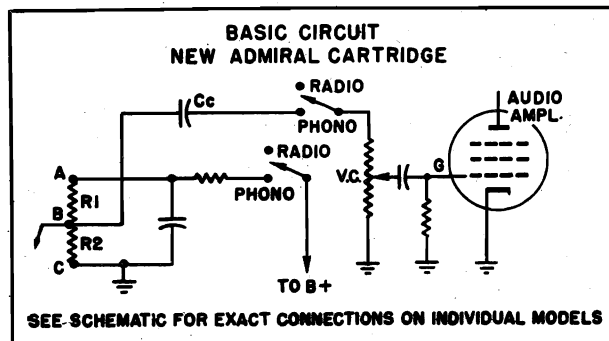 BASIC CIRCUIT
NEW ADMIRAL CARTRIDGE
RADIO
Cc
PHONO
AUDIO
AMPL.
RADIO
A
PHONO
V.C.
G
R1
B
R2
C
TO B+
SEE SCHEMATIC FOR EXACT CONNECTIONS ON INDIVIDUAL MODELS